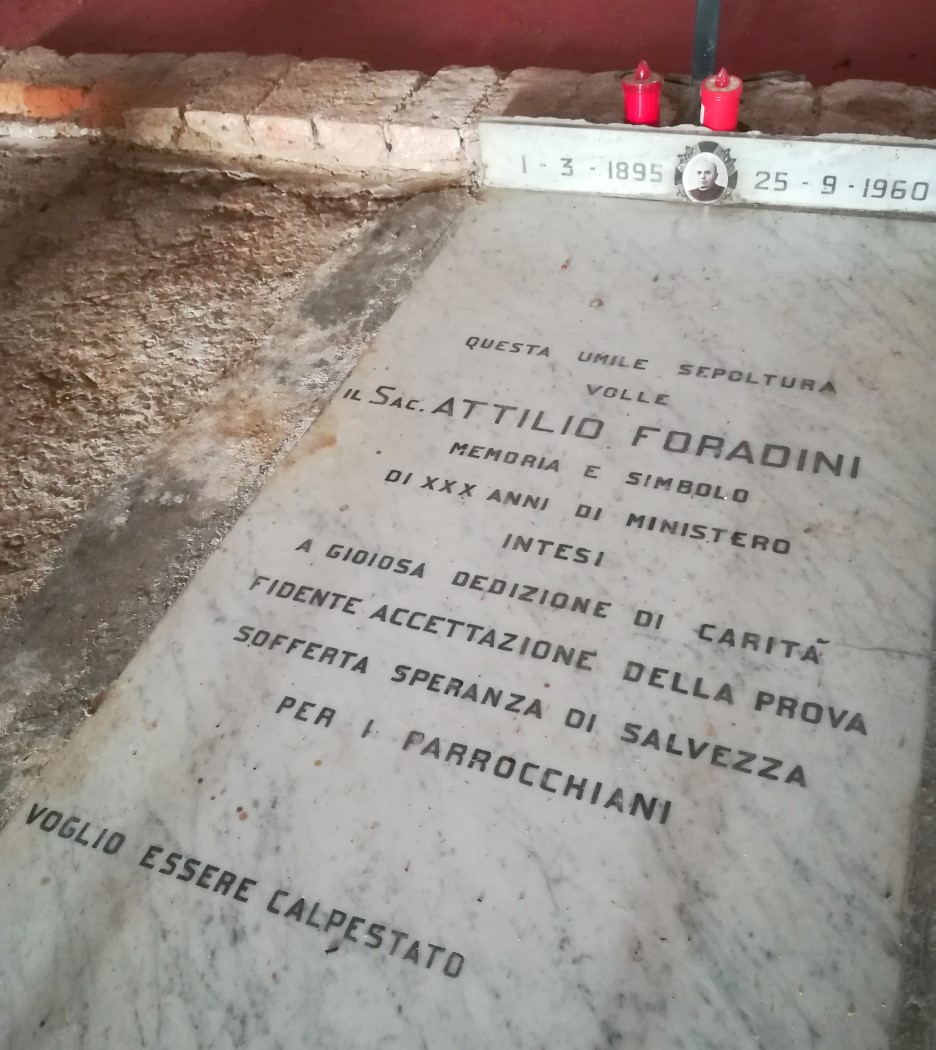 1 - 3 - 1895 25 - 9 - 1960
QUESTA UMILE SEPOLTURA
VOLLE
IL SAC. ATTILIO FORADINI
MEMORIA E SIMBOLO
DI XXX ANNI DI MINISTERO
INTESI
A GIOIOSA DEDIZIONE DI CARITÀ
FIDENTE ACCETTAZIONE DELLA PROVA
SOFFERTA SPERANZA DI SALVEZZA
PER I PARROCCHIANI
VOGLIO ESSERE CALPESTATO